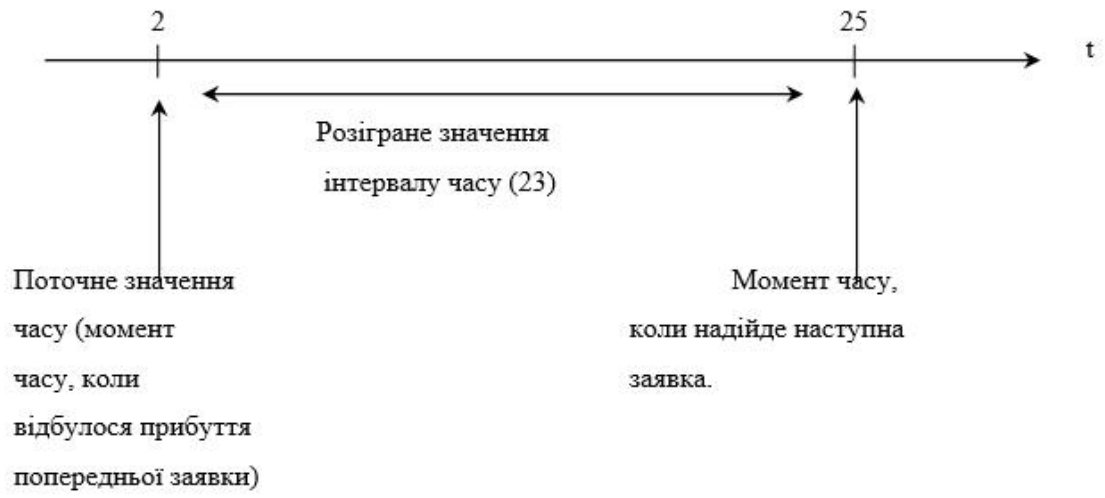 2
25
t
Розігране значення
інтервалу часу (23)
Поточне значення
часу (момент
часу, коли
відбулося прибуття
попередньої заявки)
Момент часу,
коли надійде наступна
заявка.